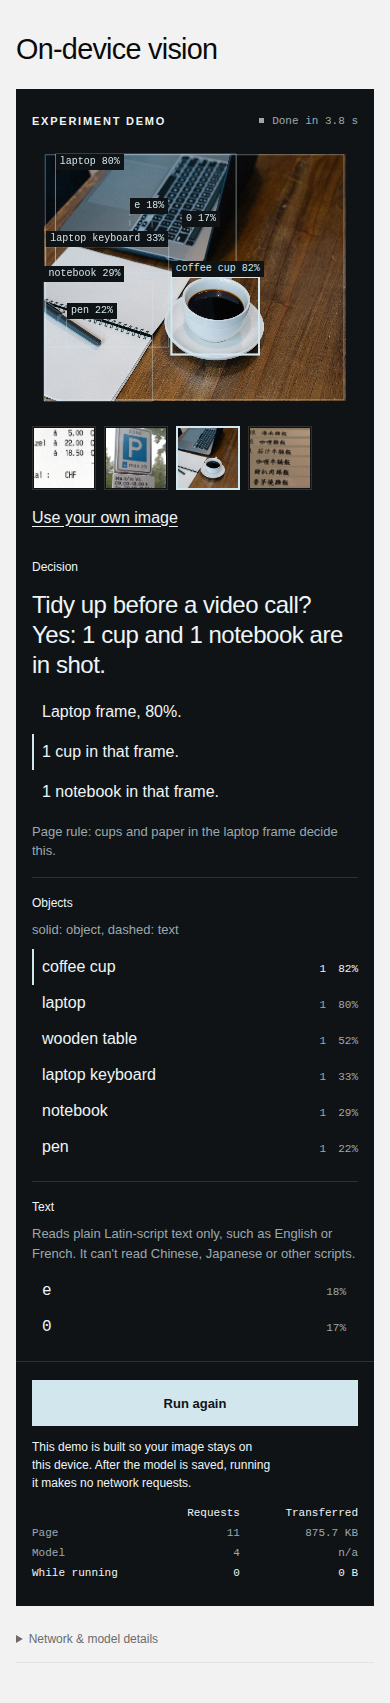 On-device vision
EXPERIMENT DEMO
Done in 3.8 s
laptop 80%
e 18%
0 17%
laptop keyboard 33%
coffee cup 82%
notebook 29%
pen 22%
5,00
22.00
18.50
CHF
P
Use your own image
Decision
Tidy up before a video call?
Yes: 1 cup and 1 notebook are
in shot.
Laptop frame, 80%.
1 cup in that frame.
1 notebook in that frame.
Page rule: cups and paper in the laptop frame decide
this.
Objects
solid: object, dashed: text
coffee cup 1 82%
laptop 1 80%
wooden table 1 52%
laptop keyboard 1 33%
notebook 1 29%
pen 1 22%
Text
Reads plain Latin-script text only, such as English or
French. It can't read Chinese, Japanese or other scripts.
e 18%
0 17%
Run again
This demo is built so your image stays on
this device. After the model is saved, running
it makes no network requests.
Requests Transferred
Page 11 875.7 KB
Model 4 n/a
While running 0 0 B
Network & model details